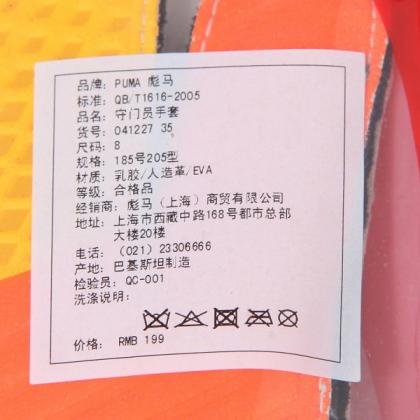 品牌: PUMA 彪马
标准: QB/T1616-2005
品名: 守门员手套
货号: 041227 35
尺码: 8
规格: 185号205型
材质: 乳胶/人造革/EVA
等级: 合格品
经销商: 彪马（上海）商贸有限公司
地址: 上海市西藏中路168号都市总部
大楼20楼
电话: （021）23306666
产地: 巴基斯坦制造
检验员: QC-001
洗涤说明:
价格: RMB 199